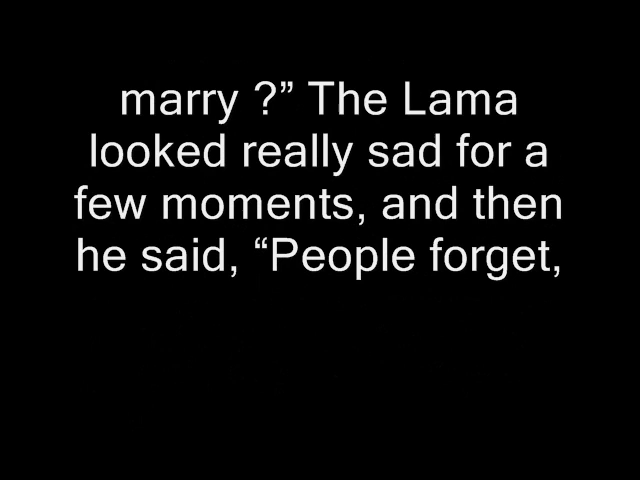 marry ?” The Lama
looked really sad for a
few moments, and then
he said, “People forget,